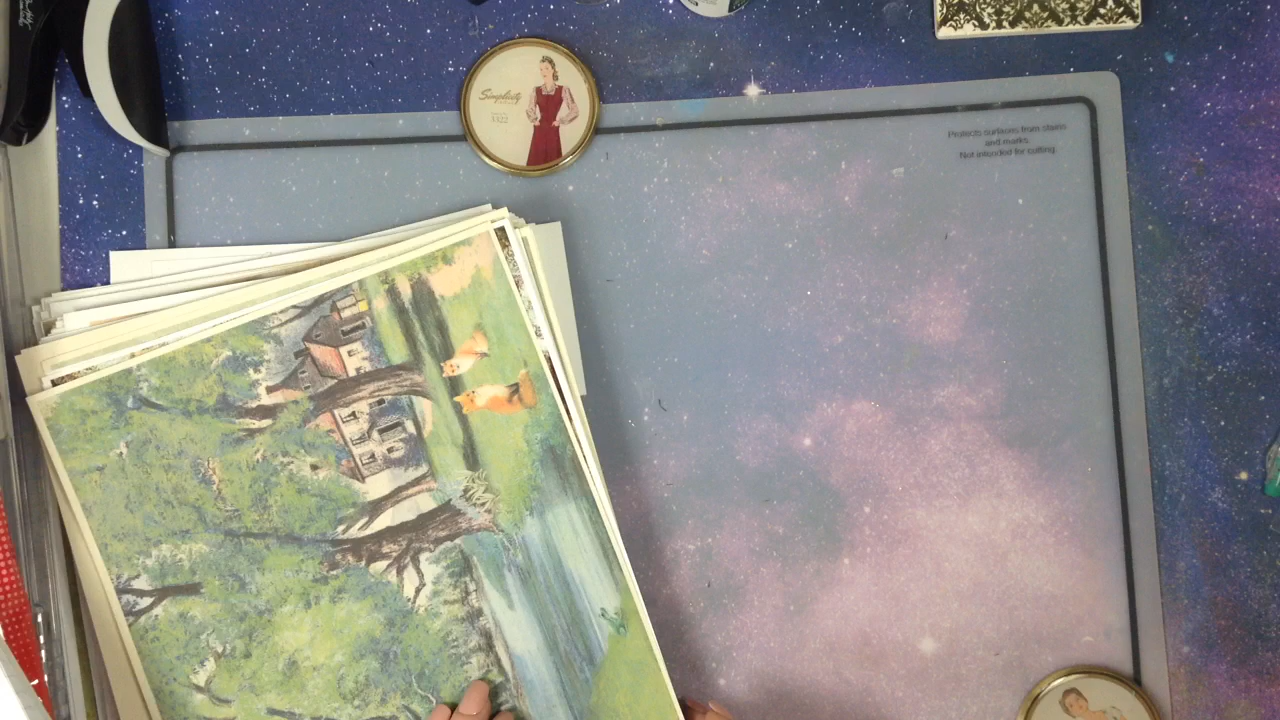 Simplicity
3322
Protects surfaces from stains
and marks.
Not intended for cutting.